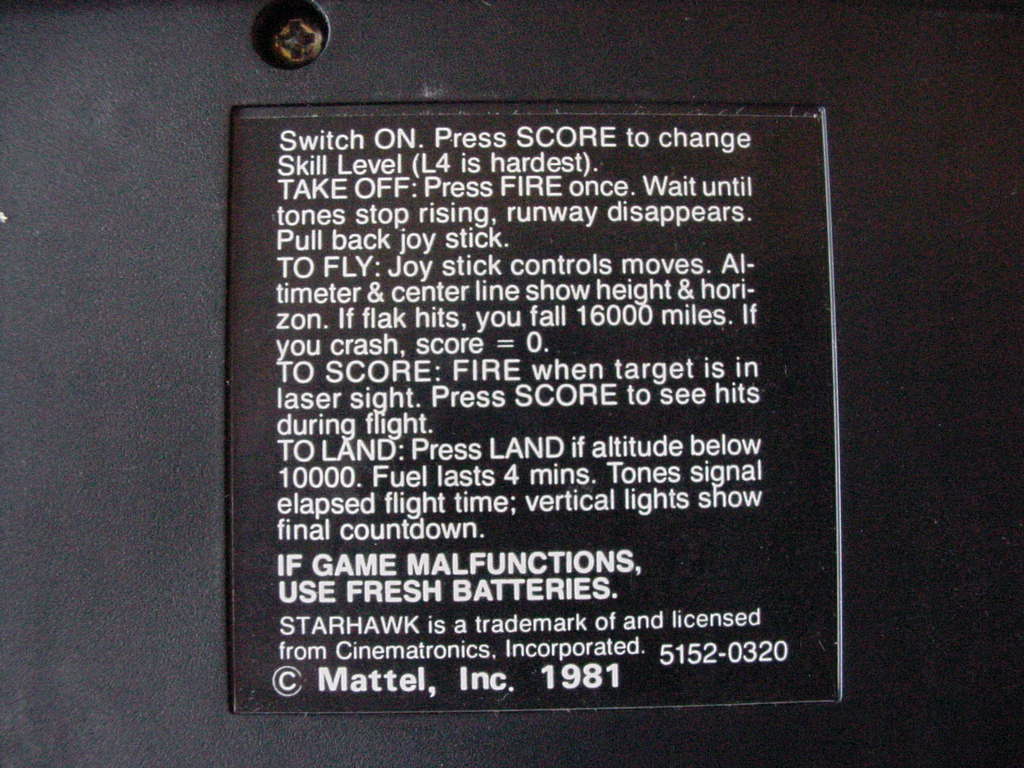 Switch ON. Press SCORE to change
Skill Level (L4 is hardest).
TAKE OFF: Press FIRE once. Wait until
tones stop rising, runway disappears.
Pull back joy stick.
TO FLY: Joy stick controls moves. Al-
timeter & center line show height & hori-
zon. If flak hits, you fall 16000 miles. If
you crash, score = 0.
TO SCORE: FIRE when target is in
laser sight. Press SCORE to see hits
during flight.
TO LAND: Press LAND if altitude below
10000. Fuel lasts 4 mins. Tones signal
elapsed flight time; vertical lights show
final countdown.
IF GAME MALFUNCTIONS,
USE FRESH BATTERIES.
STARHAWK is a trademark of and licensed
from Cinematronics, Incorporated. 5152-0320
© Mattel, Inc. 1981